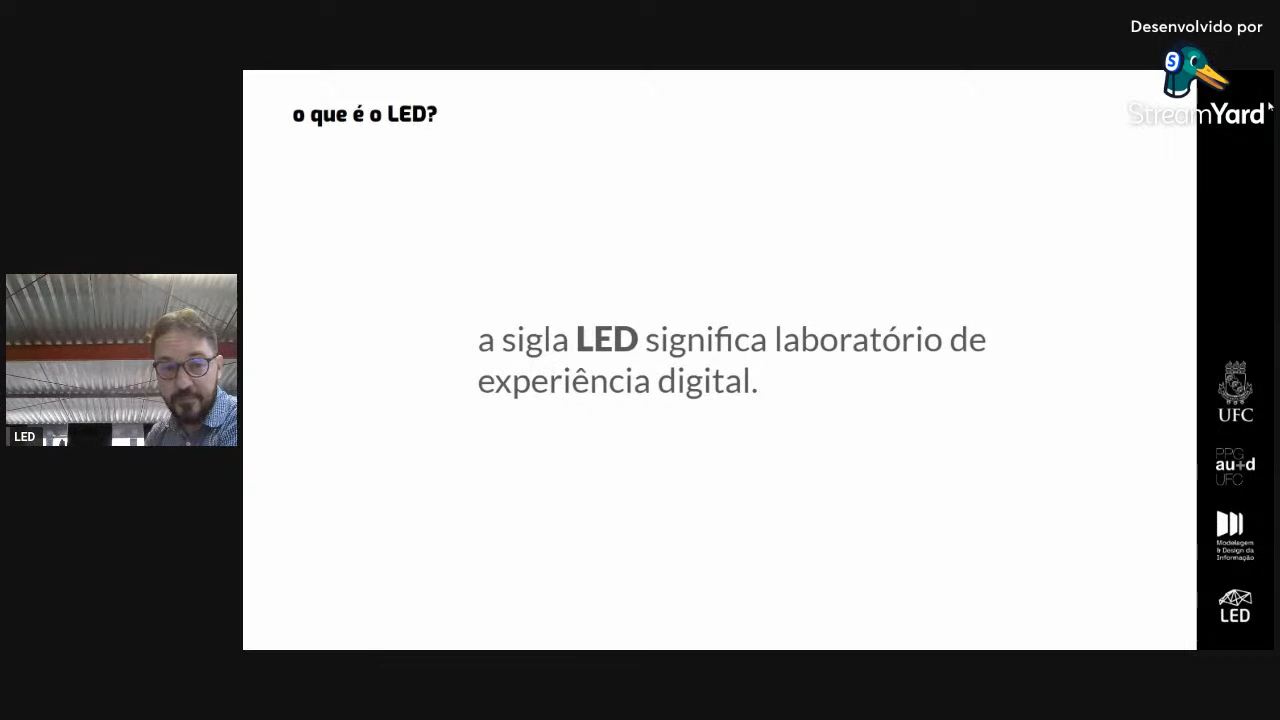 Desenvolvido por
StreamYard
o que é o LED?
a sigla LED significa laboratório de
experiência digital.
LED
UFC
PPG
au+d
UFC
Modelagem
& Design da
Informação
LED